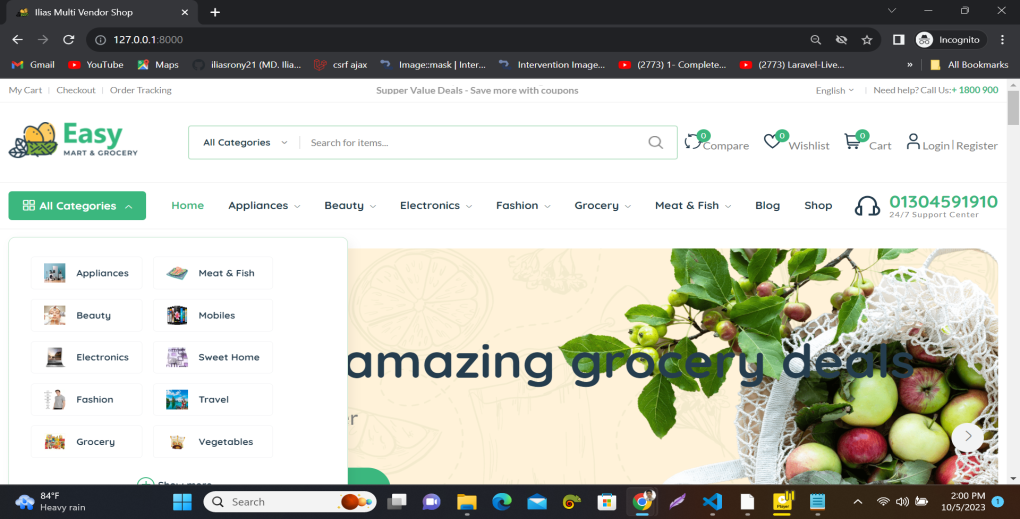 Ilias Multi Vendor Shop
127.0.0.1:8000
Incognito
Gmail
YouTube
Maps
iliasrony21 (MD. Ilia...
csrf ajax
Image::mask | Inter...
Intervention Image...
(2773) 1- Complete...
(2773) Laravel-Live...
»
All Bookmarks
My Cart | Checkout | Order Tracking
Supper Value Deals - Save more with coupons
English
Need help? Call Us:+ 1800 900
Easy
MART & GROCERY
All Categories
Search for items...
0 Compare
0 Wishlist
0 Cart
Login | Register
All Categories
Home
Appliances
Beauty
Electronics
Fashion
Grocery
Meat & Fish
Blog
Shop
01304591910
24/7 Support Center
Appliances
Meat & Fish
Beauty
Mobiles
Electronics
Sweet Home
Fashion
Travel
Grocery
Vegetables
Show more
amazing grocery deals
84°F
Heavy rain
Search
2:00 PM
10/5/2023
1